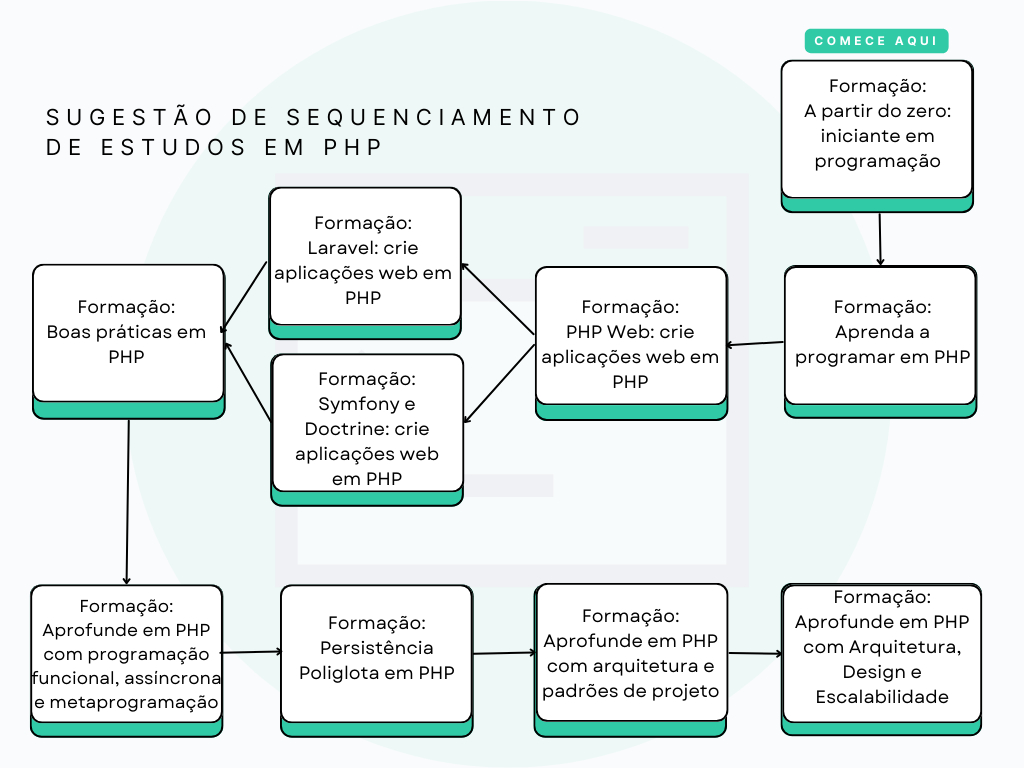 COMECE AQUI
SUGESTÃO DE SEQUENCIAMENTO
DE ESTUDOS EM PHP
Formação:
A partir do zero:
iniciante em
programação
Formação:
Aprenda a
programar em PHP
Formação:
PHP Web: crie
aplicações web em
PHP
Formação:
Laravel: crie
aplicações web em
PHP
Formação:
Symfony e
Doctrine: crie
aplicações web
em PHP
Formação:
Boas práticas em
PHP
Formação:
Aprofunde em PHP
com programação
funcional, assíncrona
e metaprogramação
Formação:
Persistência
Poliglota em PHP
Formação:
Aprofunde em PHP
com arquitetura e
padrões de projeto
Formação:
Aprofunde em PHP
com Arquitetura,
Design e
Escalabilidade